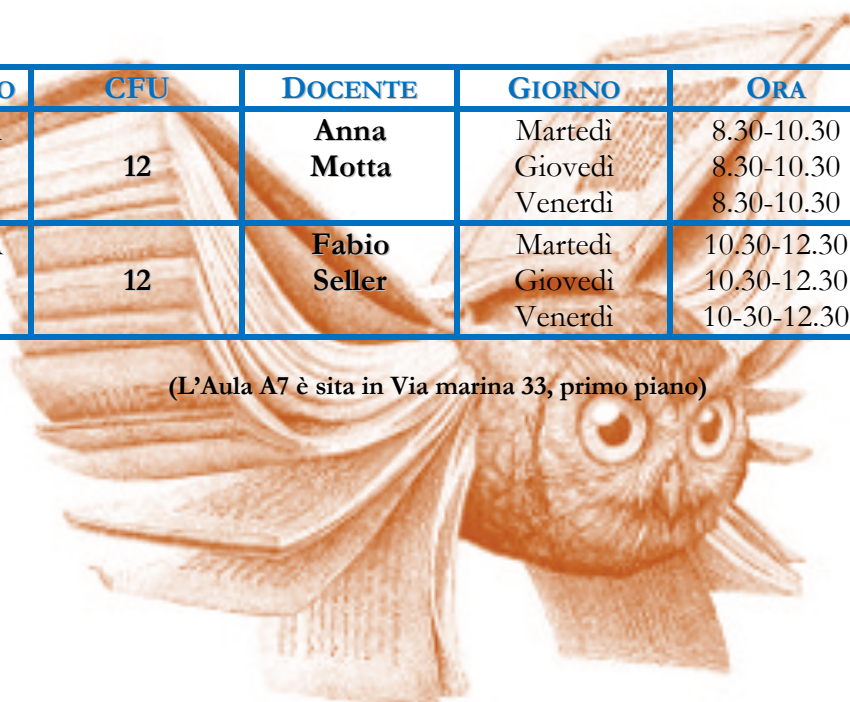 CFU DOCENTE GIORNO ORA
12 Anna Motta Martedì 8.30-10.30
Giovedì 8.30-10.30
Venerdì 8.30-10.30
12 Fabio Seller Martedì 10.30-12.30
Giovedì 10.30-12.30
Venerdì 10-30-12.30
(L'Aula A7 è sita in Via marina 33, primo piano)